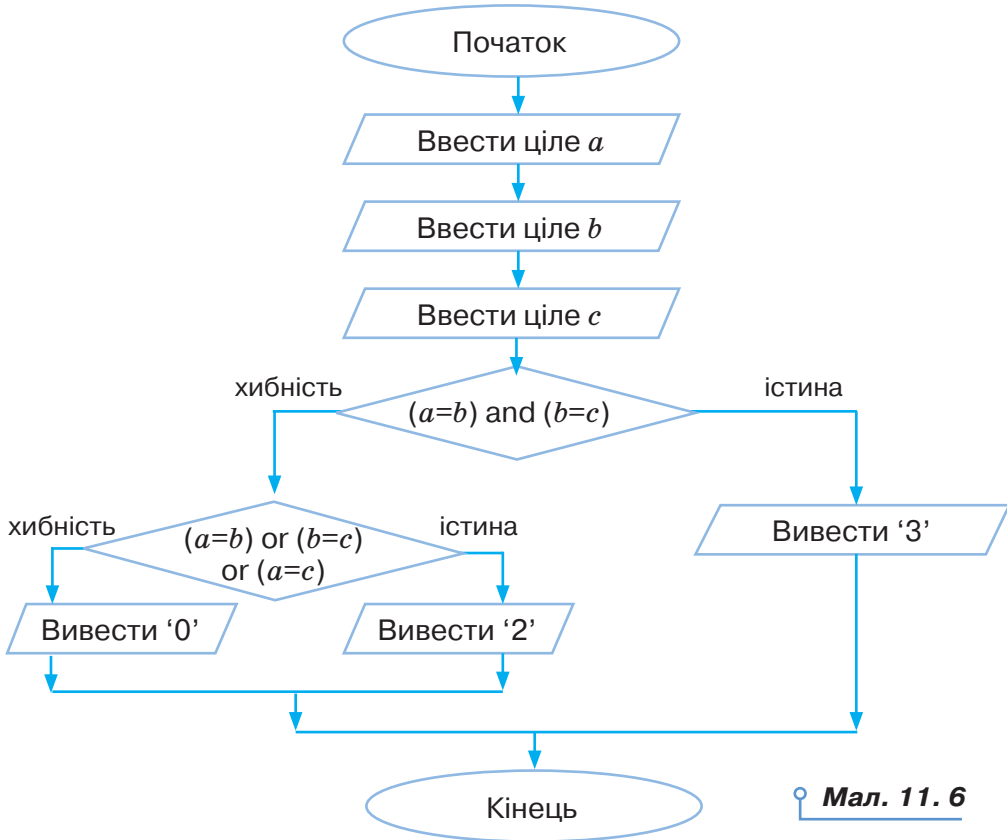 Початок
Ввести ціле a
Ввести ціле b
Ввести ціле c
хибність
істина
(a=b) and (b=c)
хибність
істина
(a=b) or (b=c)
or (a=c)
Вивести ‘3’
Вивести ‘0’
Вивести ‘2’
Кінець
Мал. 11. 6